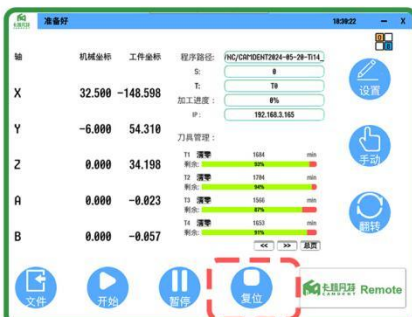 准备好
18:39:22
轴 机械坐标 工件坐标
X 32.500 -148.598
Y -6.000 54.310
Z 0.000 34.198
A 0.000 -0.023
B 0.000 -0.057
程序路径: /NC/CAMDENT2024-05-20-Ti14_
S: 0
T: T0
加工进度: 0%
IP: 192.168.3.165
刀具管理:
T1 清零 1684 min
剩余: 93%
T2 清零 1704 min
剩余: 94%
T3 清零 1566 min
剩余: 87%
T4 清零 1653 min
剩余: 91%
<< >> 总页
设置
手动
翻转
文件
开始
暂停
复位
Remote